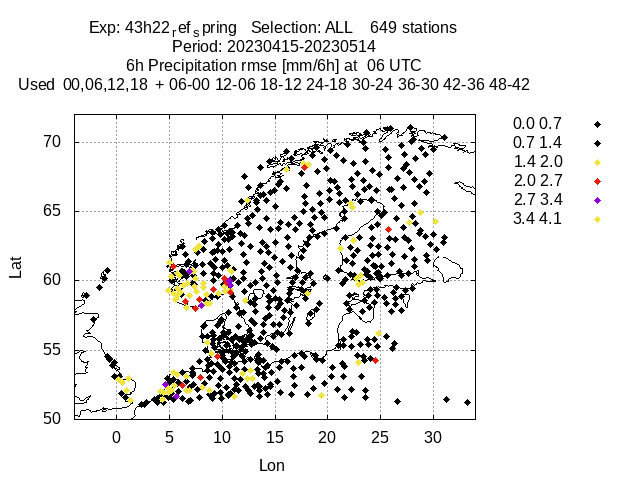 Exp: 43h22refspring   Selection: ALL    649 stations
Period: 20230415-20230514
6h Precipitation rmse [mm/6h] at  06 UTC
Used  00,06,12,18  + 06-00 12-06 18-12 24-18 30-24 36-30 42-36 48-42
0.0 0.7
0.7 1.4
1.4 2.0
2.0 2.7
2.7 3.4
3.4 4.1
70
65
60
55
50
Lat
0 5 10 15 20 25 30
Lon